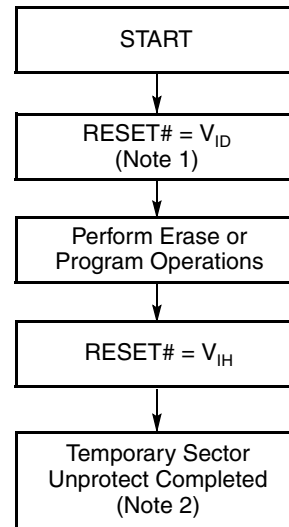 START
RESET# = V_ID
(Note 1)
Perform Erase or
Program Operations
RESET# = V_IH
Temporary Sector
Unprotect Completed
(Note 2)